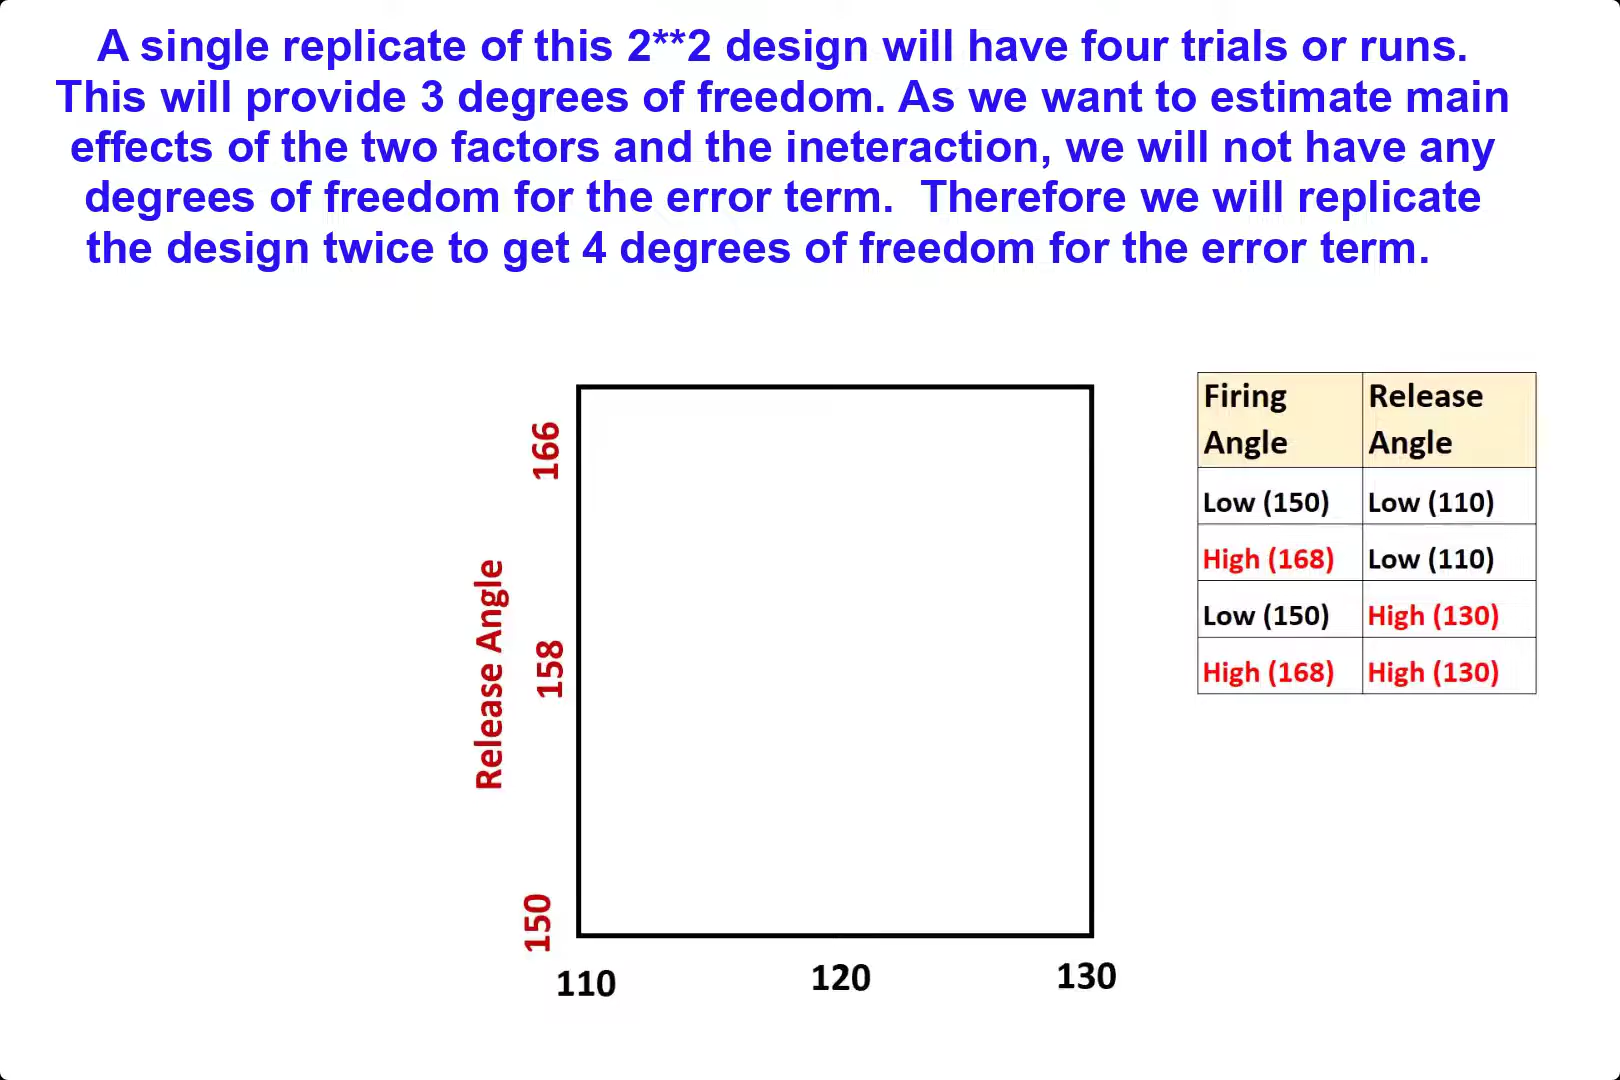 A single replicate of this 2**2 design will have four trials or runs.
This will provide 3 degrees of freedom. As we want to estimate main
effects of the two factors and the ineteraction, we will not have any
degrees of freedom for the error term.  Therefore we will replicate
the design twice to get 4 degrees of freedom for the error term.
Release Angle
166
158
150
110
120
130
Firing Angle Release Angle
Low (150) Low (110)
High (168) Low (110)
Low (150) High (130)
High (168) High (130)